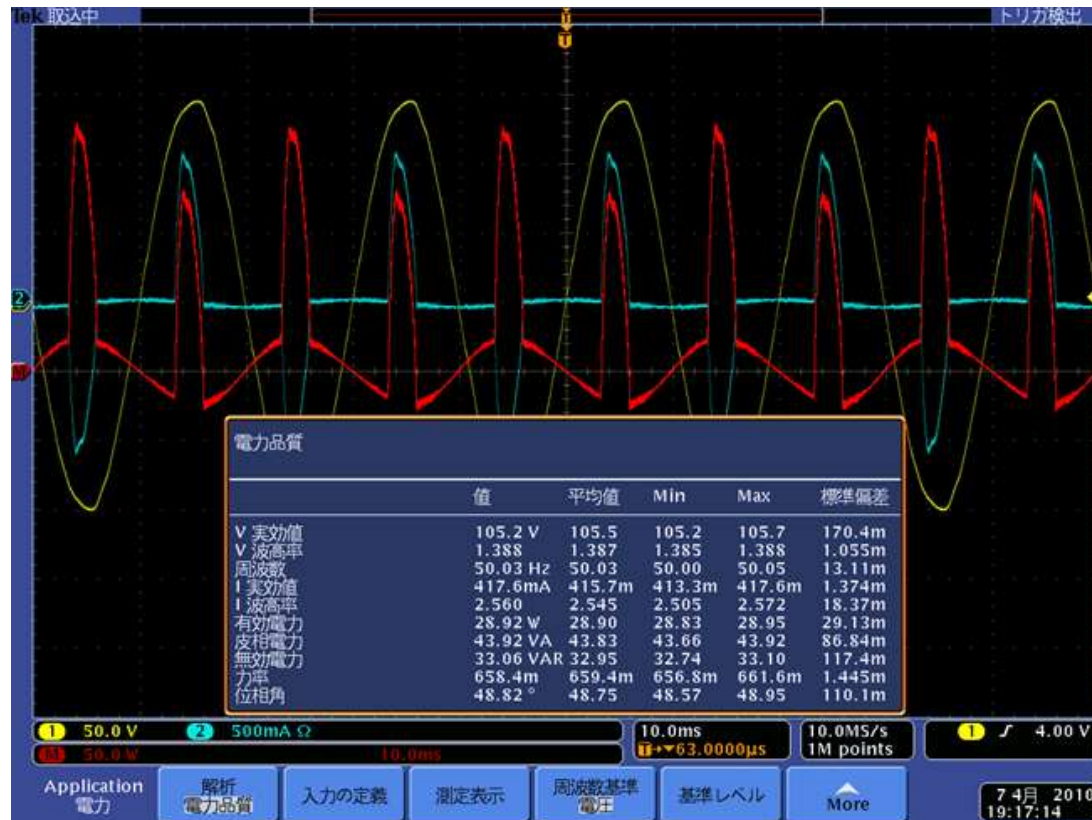 Tek 取込中 トリガ検出
T
T
2
M
電力品質
値 平均値 Min Max 標準偏差
V 実効値 105.2 V 105.5 105.2 105.7 170.4m
V 波高率 1.388 1.387 1.385 1.388 1.055m
周波数 50.03 Hz 50.03 50.00 50.05 13.11m
I 実効値 417.6mA 415.7m 413.3m 417.6m 1.374m
I 波高率 2.560 2.545 2.505 2.572 18.37m
有効電力 28.92 W 28.90 28.83 28.95 29.13m
皮相電力 43.92 VA 43.83 43.66 43.92 86.84m
無効電力 33.06 VAR 32.95 32.74 33.10 117.4m
力率 658.4m 659.4m 656.8m 661.6m 1.445m
位相角 48.82 ° 48.75 48.57 48.95 110.1m
1 50.0 V 2 500mA Ω 10.0ms 10.0MS/s 1 4.00 V
M 50.0 W 10.0ms T→▼63.0000µs 1M points
Application 解析 入力の定義 測定表示 周波数基準 基準レベル More
電力 電力品質 電圧
7 4月 2010
19:17:14